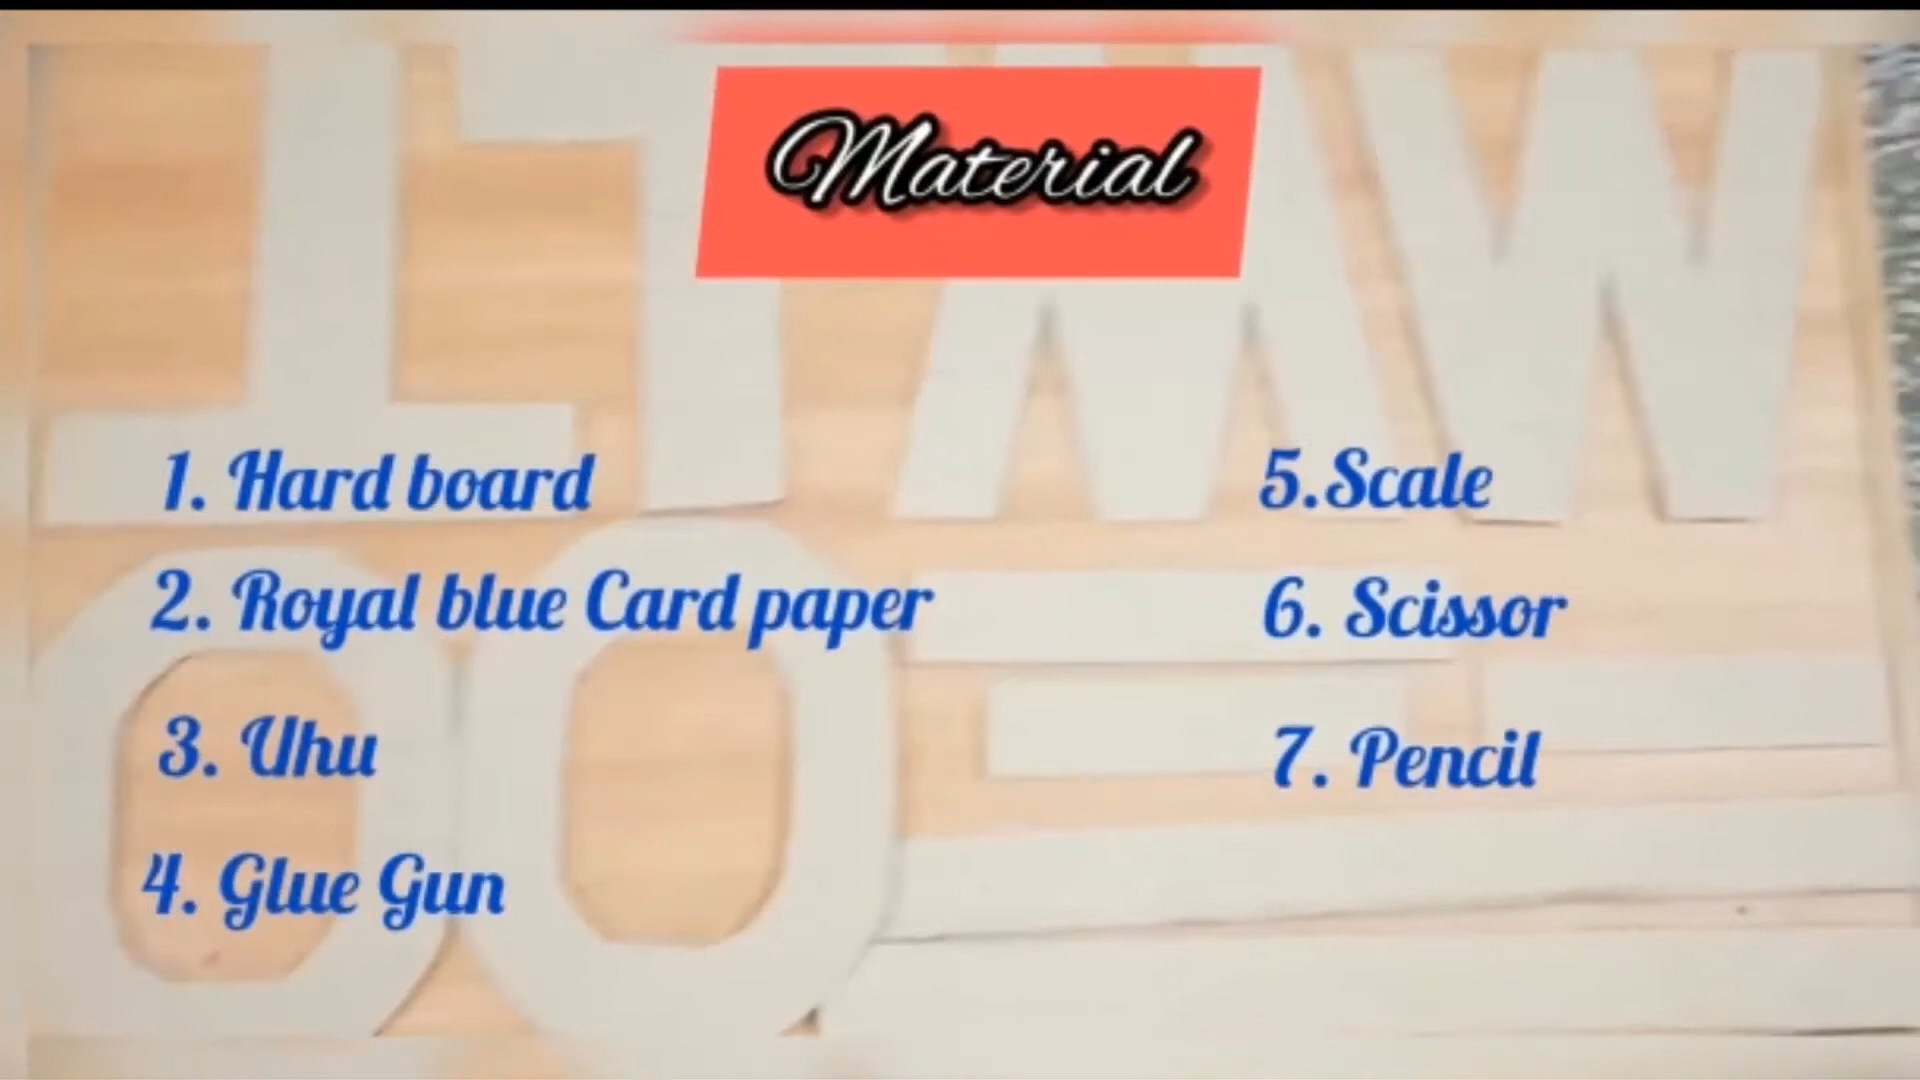 Material
1. Hard board
2. Royal blue Card paper
3. Uhu
4. Glue Gun
5.Scale
6. Scissor
7. Pencil